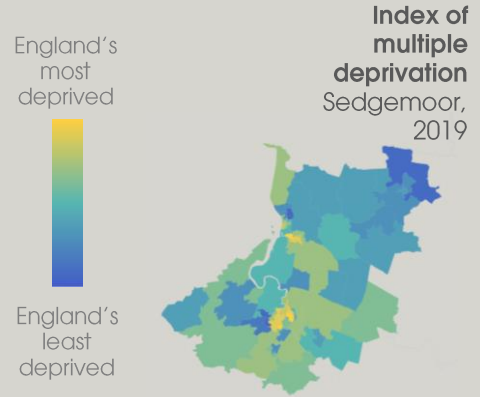 Index of
multiple
deprivation
Sedgemoor,
2019
England's
most
deprived
England's
least
deprived